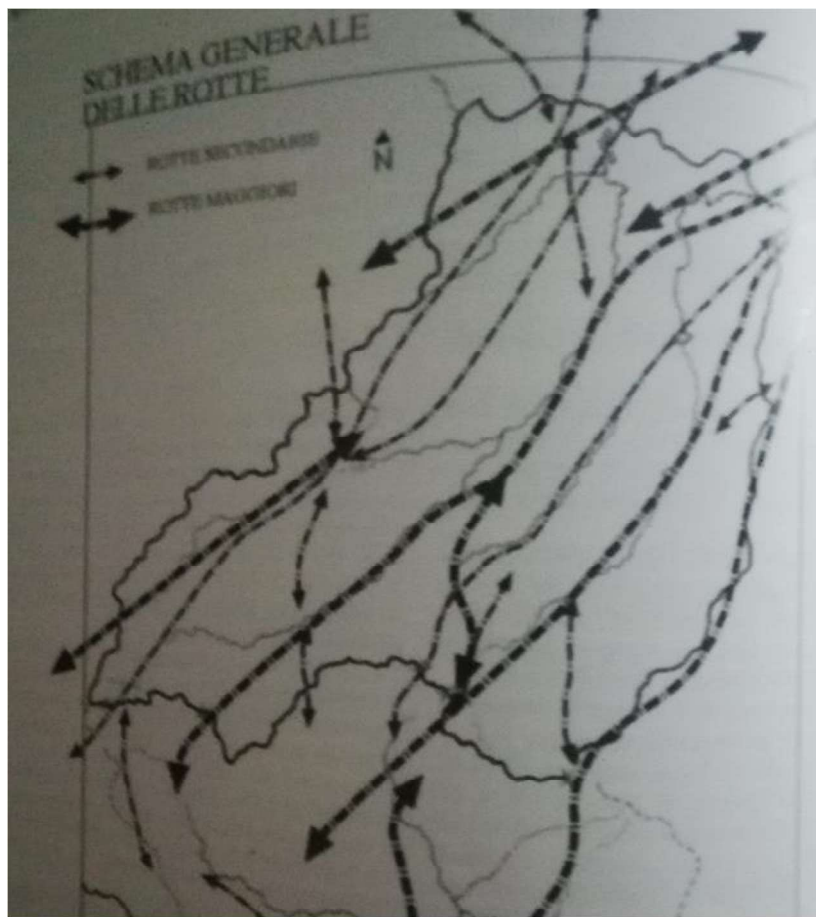 SCHEMA GENERALE
DELLE ROTTE
ROTTE SECONDARIE
ROTTE MAGGIORI
N